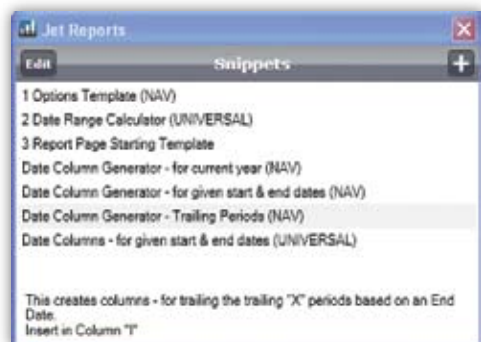 Jet Reports
Edit
Snippets
+
1 Options Template (NAV)
2 Date Range Calculator (UNIVERSAL)
3 Report Page Starting Template
Date Column Generator - for current year (NAV)
Date Column Generator - for given start & end dates (NAV)
Date Column Generator - Trailing Periods (NAV)
Date Columns - for given start & end dates (UNIVERSAL)
This creates columns - for trailing the trailing "X" periods based on an End
Date.
Insert in Column "I"